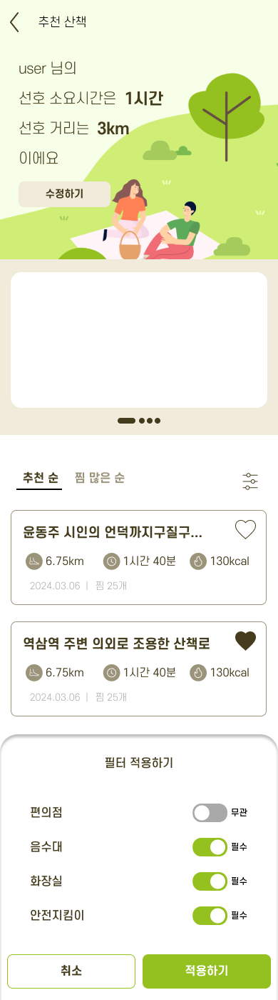 추천 산책
user 님의
선호 소요시간은 1시간
선호 거리는 3km
이에요
수정하기
추천 순 찜 많은 순
윤동주 시인의 언덕까지구질구...
6.75km 1시간 40분 130kcal
2024.03.06 | 찜 25개
역삼역 주변 의외로 조용한 산책로
6.75km 1시간 40분 130kcal
2024.03.06 | 찜 25개
필터 적용하기
편의점 무관
음수대 필수
화장실 필수
안전지킴이 필수
취소 적용하기